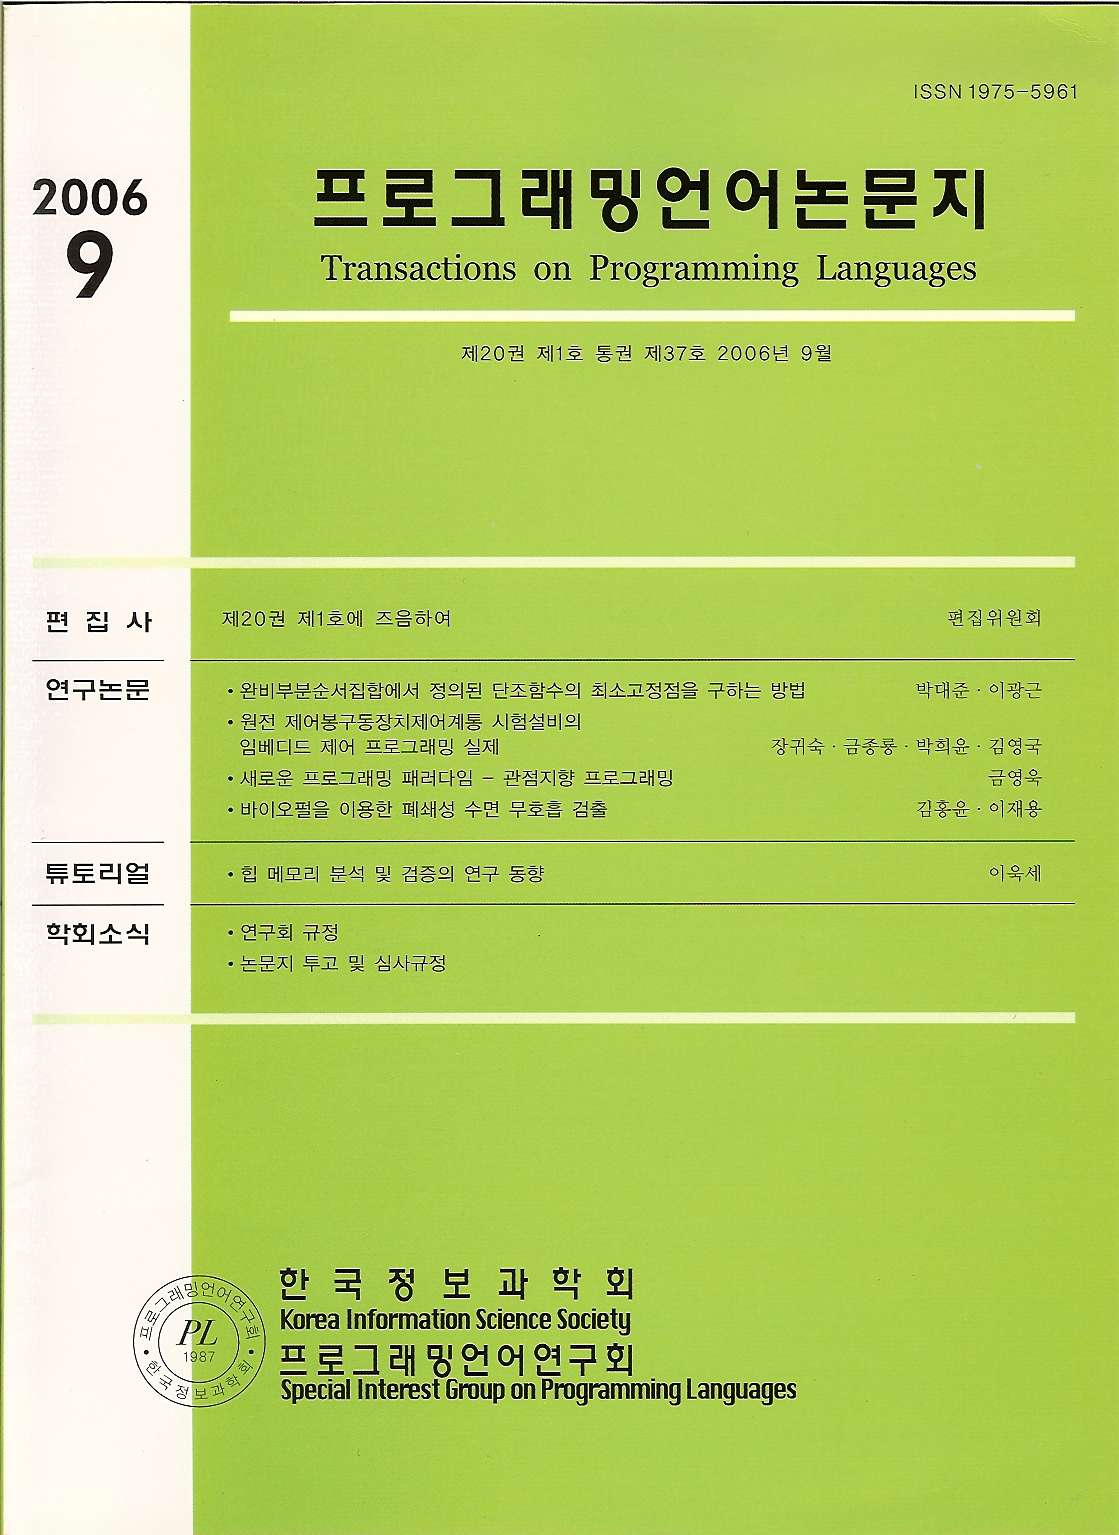 ISSN 1975-5961
2006
9
프로그래밍언어논문지
Transactions on Programming Languages
제20권 제1호 통권 제37호 2006년 9월
편 집 사
제20권 제1호에 즈음하여 편집위원회
연구논문
• 완비부분순서집합에서 정의된 단조함수의 최소고정점을 구하는 방법 박대준 · 이광근
• 원전 제어봉구동장치제어계통 시험설비의
임베디드 제어 프로그래밍 실제 장귀숙 · 금종룡 · 박희윤 · 김영국
• 새로운 프로그래밍 패러다임 - 관점지향 프로그래밍 금영욱
• 바이오펄을 이용한 폐쇄성 수면 무호흡 검출 김홍윤 · 이재용
튜토리얼
• 힙 메모리 분석 및 검증의 연구 동향 이욱세
학회소식
• 연구회 규정
• 논문지 투고 및 심사규정
한국정보과학회
Korea Information Science Society
프로그래밍언어연구회
Special Interest Group on Programming Languages
프로그래밍언어연구회
PL
1987
한국정보과학회